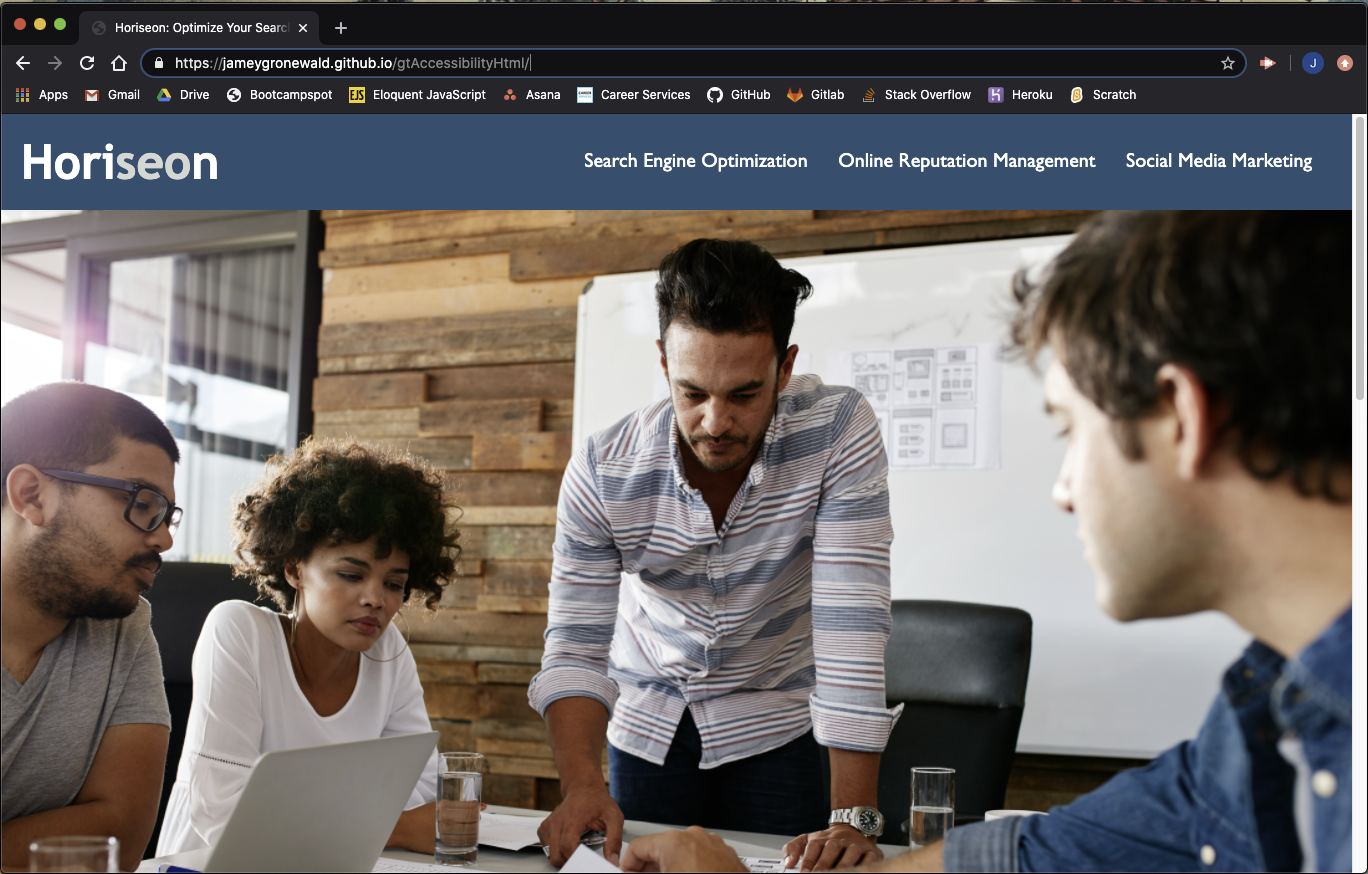 Horiseon: Optimize Your Searc
https://jameygronewald.github.io/gtAccessibilityHtml/
J
Apps Gmail Drive Bootcampspot EJS Eloquent JavaScript Asana Career Services GitHub Gitlab Stack Overflow Heroku Scratch
Horiseon Search Engine Optimization Online Reputation Management Social Media Marketing